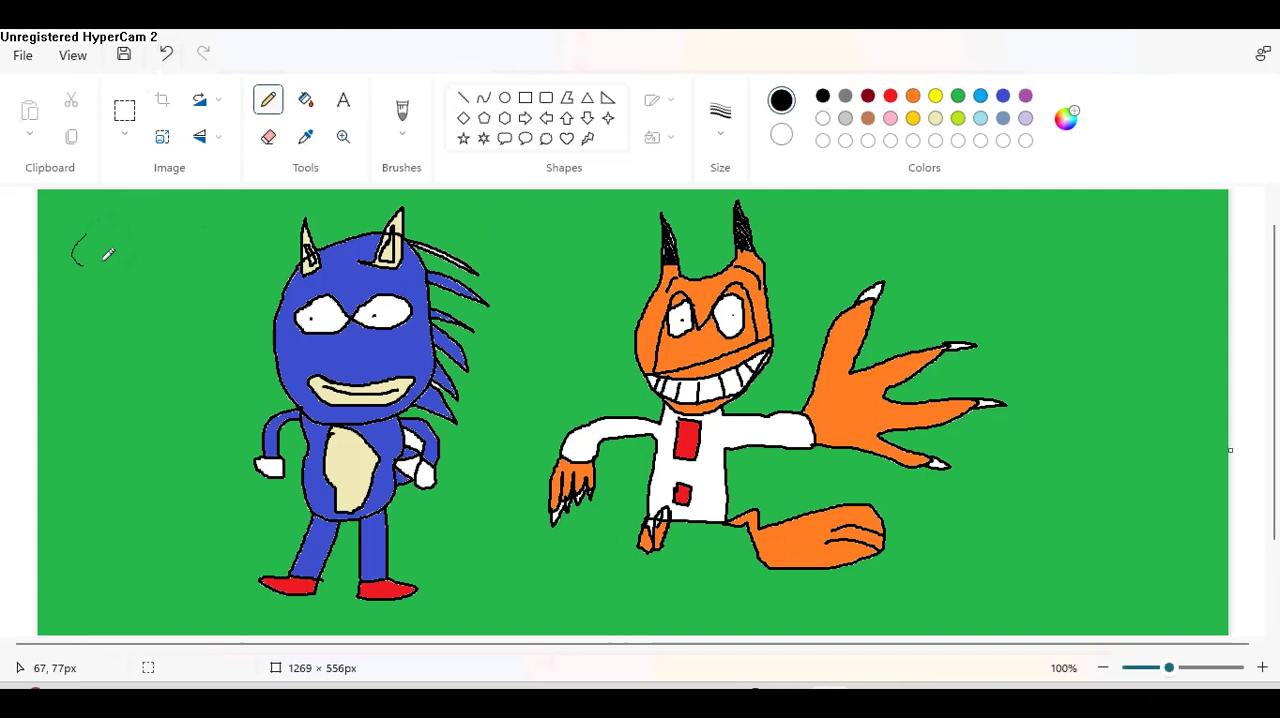 Unregistered HyperCam 2
File View
Clipboard Image Tools Brushes Shapes Size Colors
67, 77px 1269 × 556px 100%